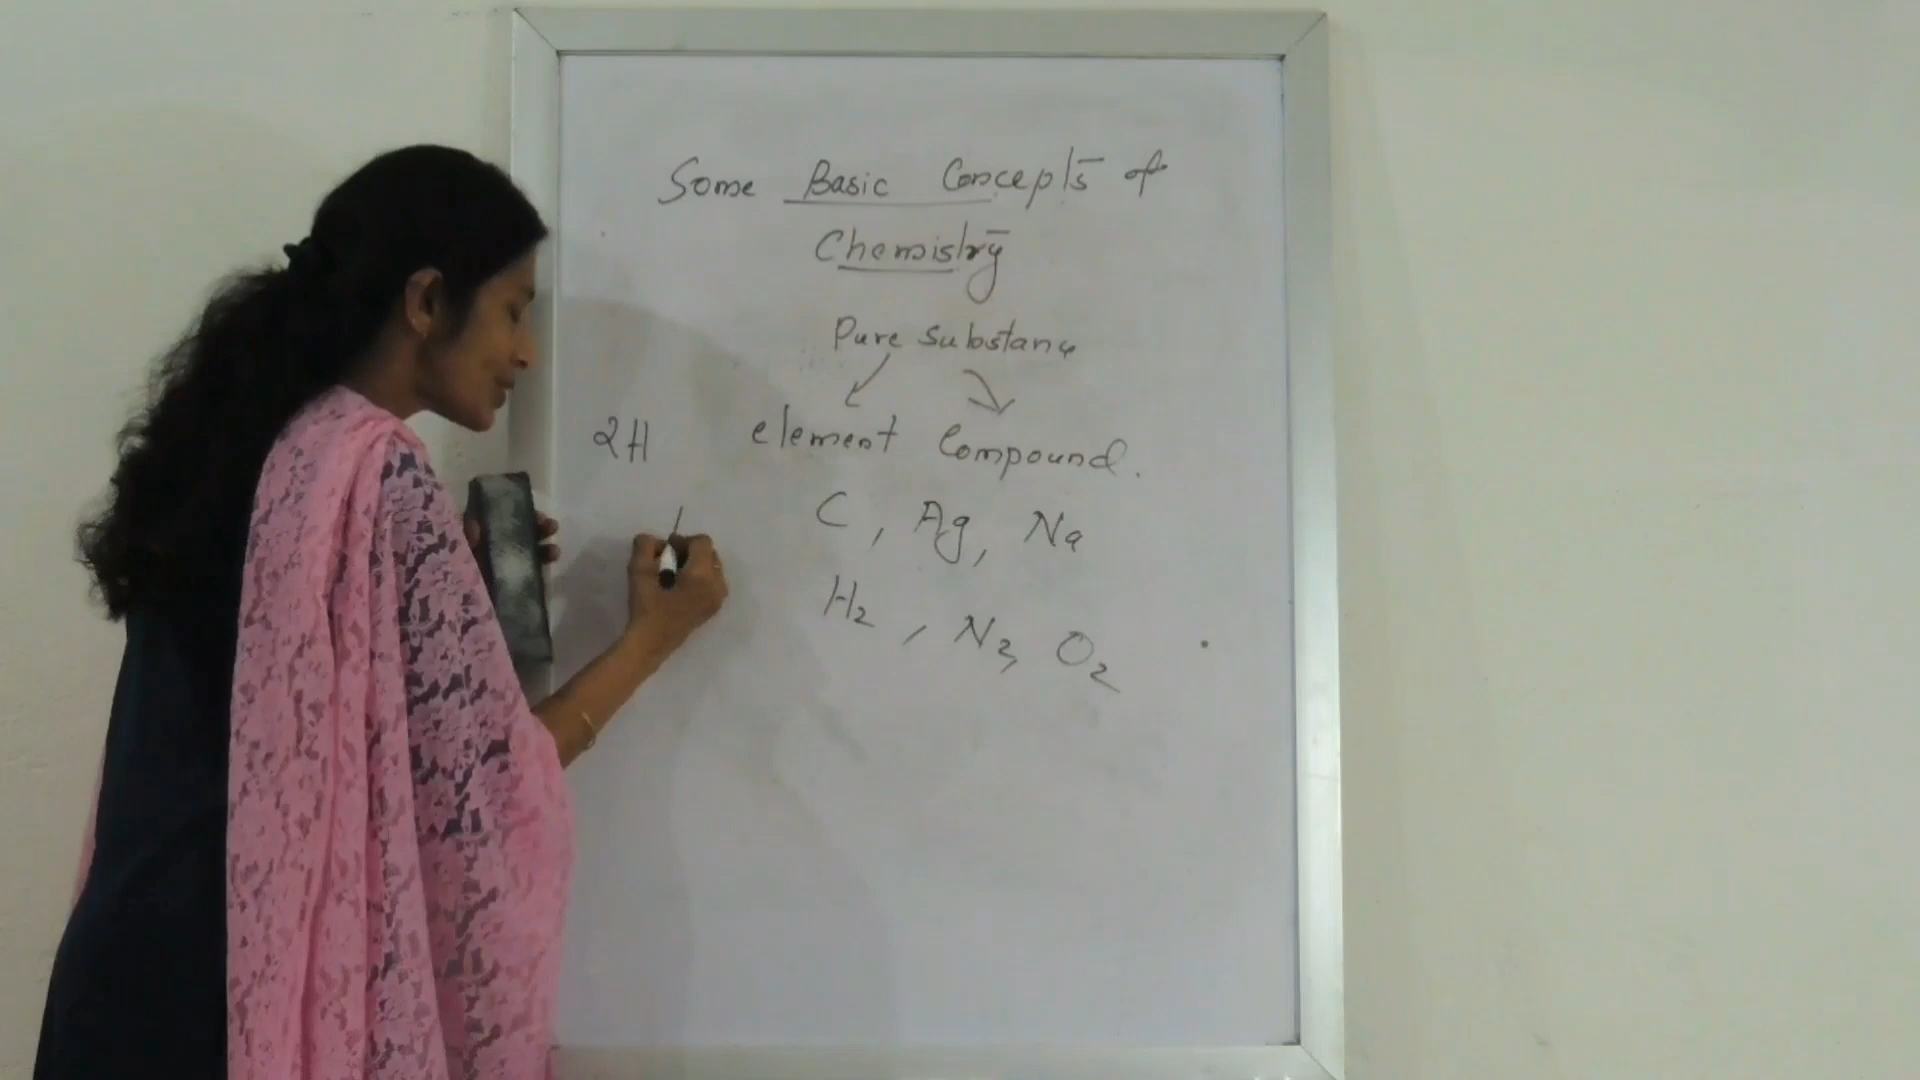 Some Basic Concepts of
Chemistry
Pure Substance
2H element Compound.
C, Ag, Na
H₂, N₂, O₂